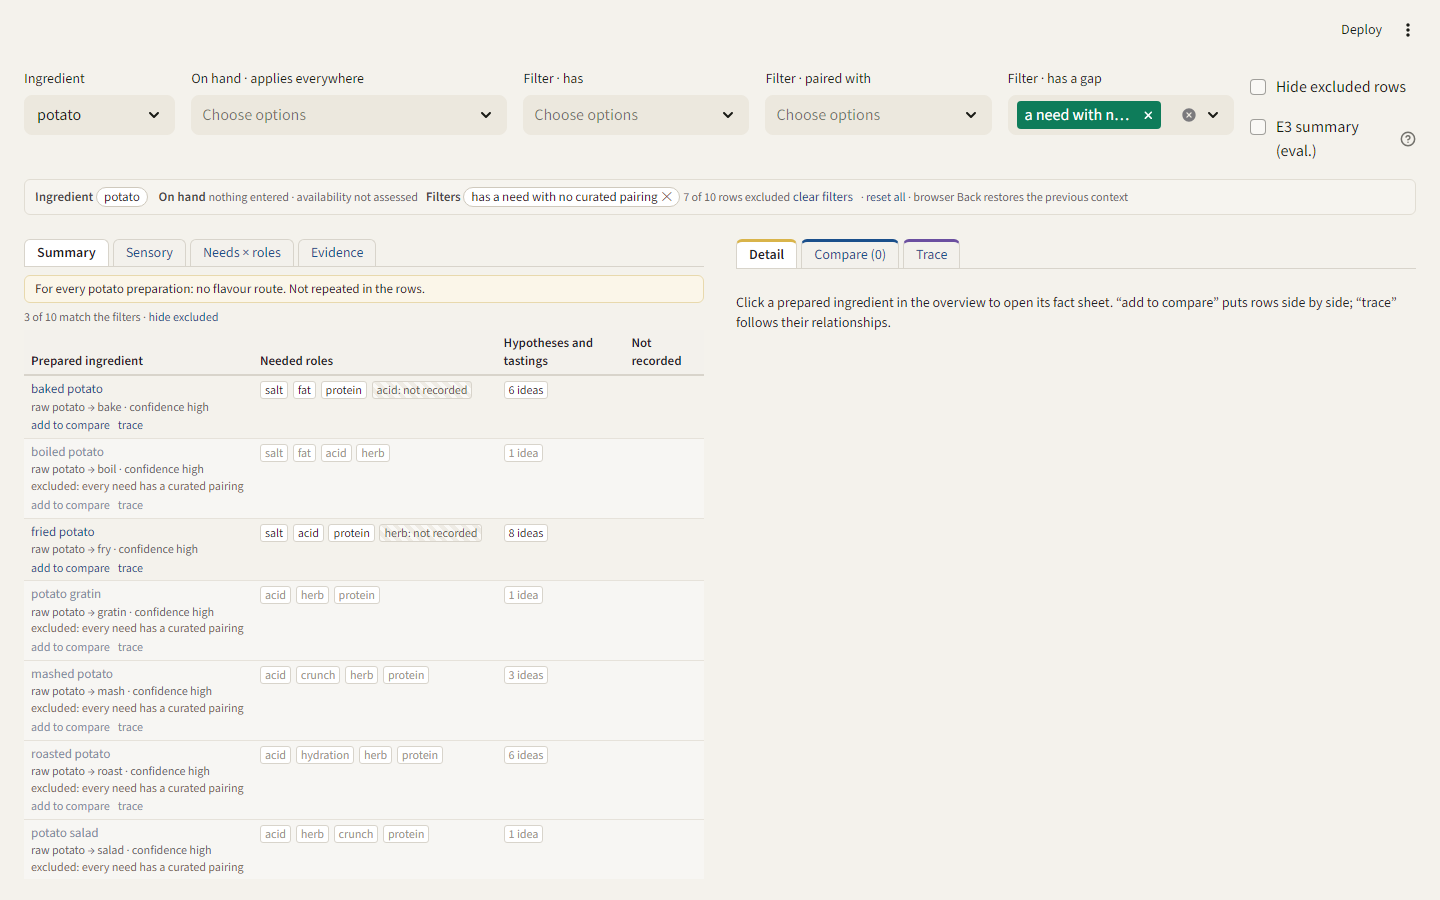 Deploy
Ingredient
On hand · applies everywhere
Filter · has
Filter · paired with
Filter · has a gap
potato
Choose options
Choose options
Choose options
a need with n...
Hide excluded rows
E3 summary (eval.)
Ingredient potato On hand nothing entered · availability not assessed Filters has a need with no curated pairing 7 of 10 rows excluded clear filters · reset all · browser Back restores the previous context
Summary
Sensory
Needs × roles
Evidence
For every potato preparation: no flavour route. Not repeated in the rows.
3 of 10 match the filters · hide excluded
Prepared ingredient
Needed roles
Hypotheses and tastings
Not recorded
baked potato
raw potato → bake · confidence high
add to compare trace
salt fat protein acid: not recorded
6 ideas
boiled potato
raw potato → boil · confidence high
excluded: every need has a curated pairing
add to compare trace
salt fat acid herb
1 idea
fried potato
raw potato → fry · confidence high
add to compare trace
salt acid protein herb: not recorded
8 ideas
potato gratin
raw potato → gratin · confidence high
excluded: every need has a curated pairing
add to compare trace
acid herb protein
1 idea
mashed potato
raw potato → mash · confidence high
excluded: every need has a curated pairing
add to compare trace
acid crunch herb protein
3 ideas
roasted potato
raw potato → roast · confidence high
excluded: every need has a curated pairing
add to compare trace
acid hydration herb protein
6 ideas
potato salad
raw potato → salad · confidence high
excluded: every need has a curated pairing
acid herb crunch protein
1 idea
Detail
Compare (0)
Trace
Click a prepared ingredient in the overview to open its fact sheet. “add to compare” puts rows side by side; “trace”
follows their relationships.